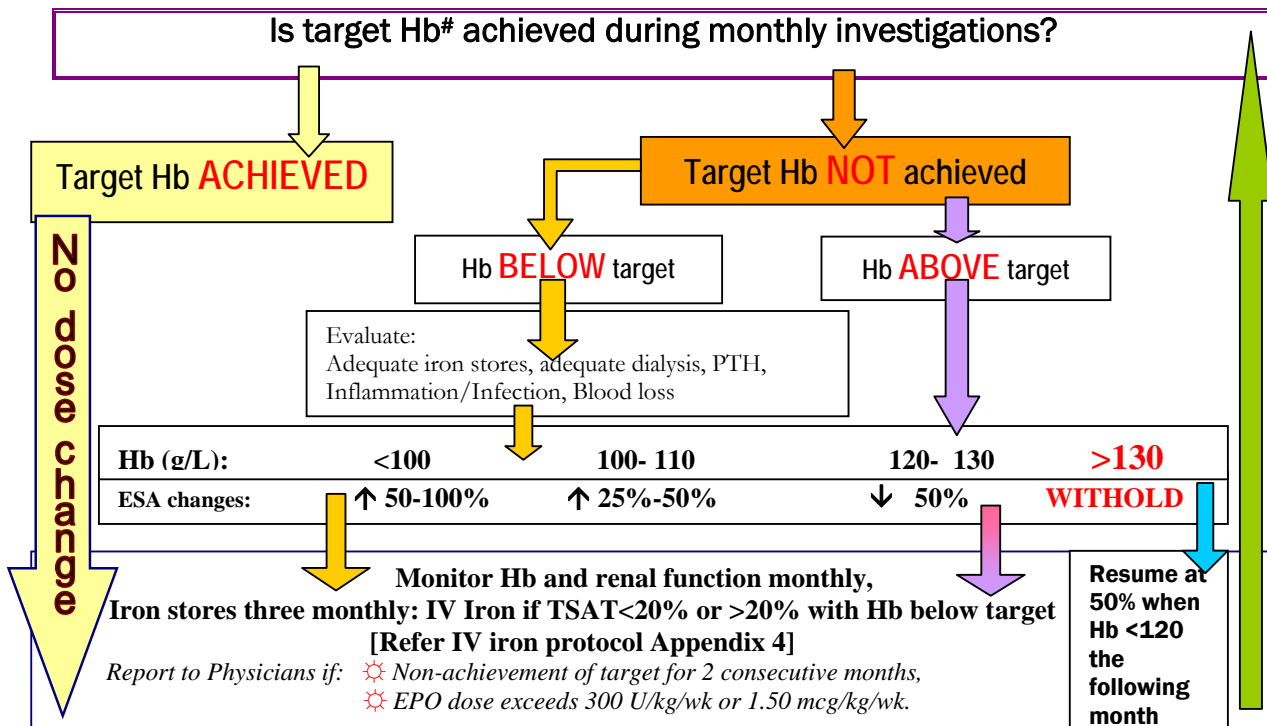 Is target Hb# achieved during monthly investigations?
Target Hb ACHIEVED
Target Hb NOT achieved
No dose change
Hb BELOW target
Hb ABOVE target
Evaluate:
Adequate iron stores, adequate dialysis, PTH,
Inflammation/Infection, Blood loss
Hb (g/L): <100 100- 110 120- 130 >130
ESA changes: ↑ 50-100% ↑ 25%-50% ↓ 50% WITHOLD
Monitor Hb and renal function monthly,
Iron stores three monthly: IV Iron if TSAT<20% or >20% with Hb below target
[Refer IV iron protocol Appendix 4]
Report to Physicians if: ☼ Non-achievement of target for 2 consecutive months,
☼ EPO dose exceeds 300 U/kg/wk or 1.50 mcg/kg/wk.
Resume at
50% when
Hb <120
the
following
month